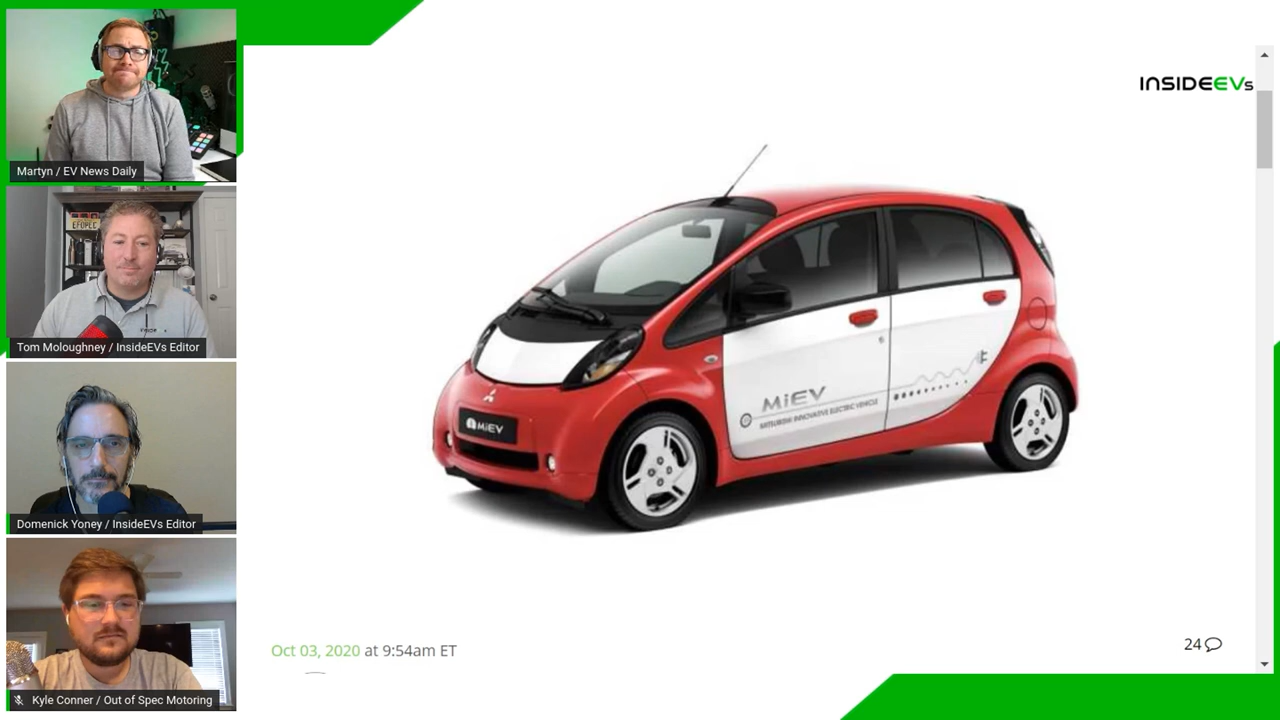 Martyn / EV News Daily
EFOPEC
Tom Moloughney / InsideEVs Editor
Domenick Yoney / InsideEVs Editor
Kyle Conner / Out of Spec Motoring
INSIDEEVs
MiEV
MITSUBISHI INNOVATIVE ELECTRIC VEHICLE
MiEV
Oct 03, 2020 at 9:54am ET
24